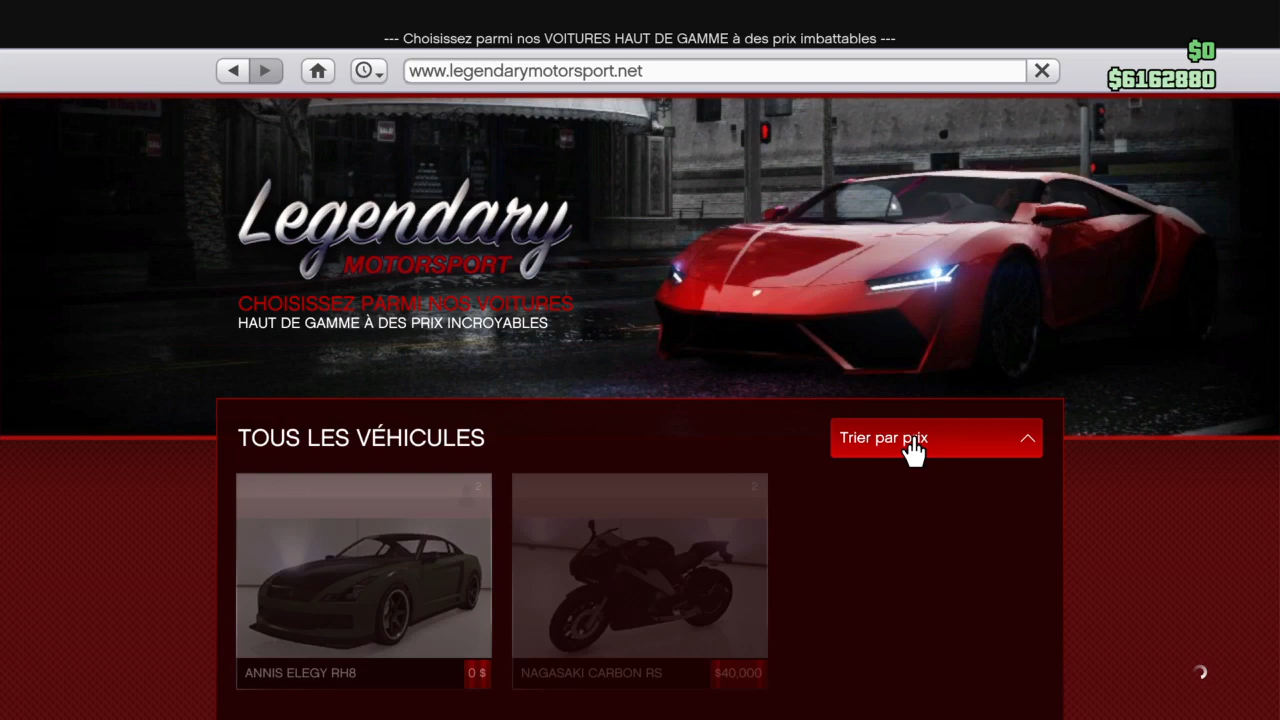 --- Choisissez parmi nos VOITURES HAUT DE GAMME à des prix imbattables ---
$0
www.legendarymotorsport.net
$6162880
Legendary
MOTORSPORT
CHOISISSEZ PARMI NOS VOITURES
HAUT DE GAMME À DES PRIX INCROYABLES
TOUS LES VÉHICULES
Trier par prix
2
2
ANNIS ELEGY RH8
0 $
NAGASAKI CARBON RS
$40,000